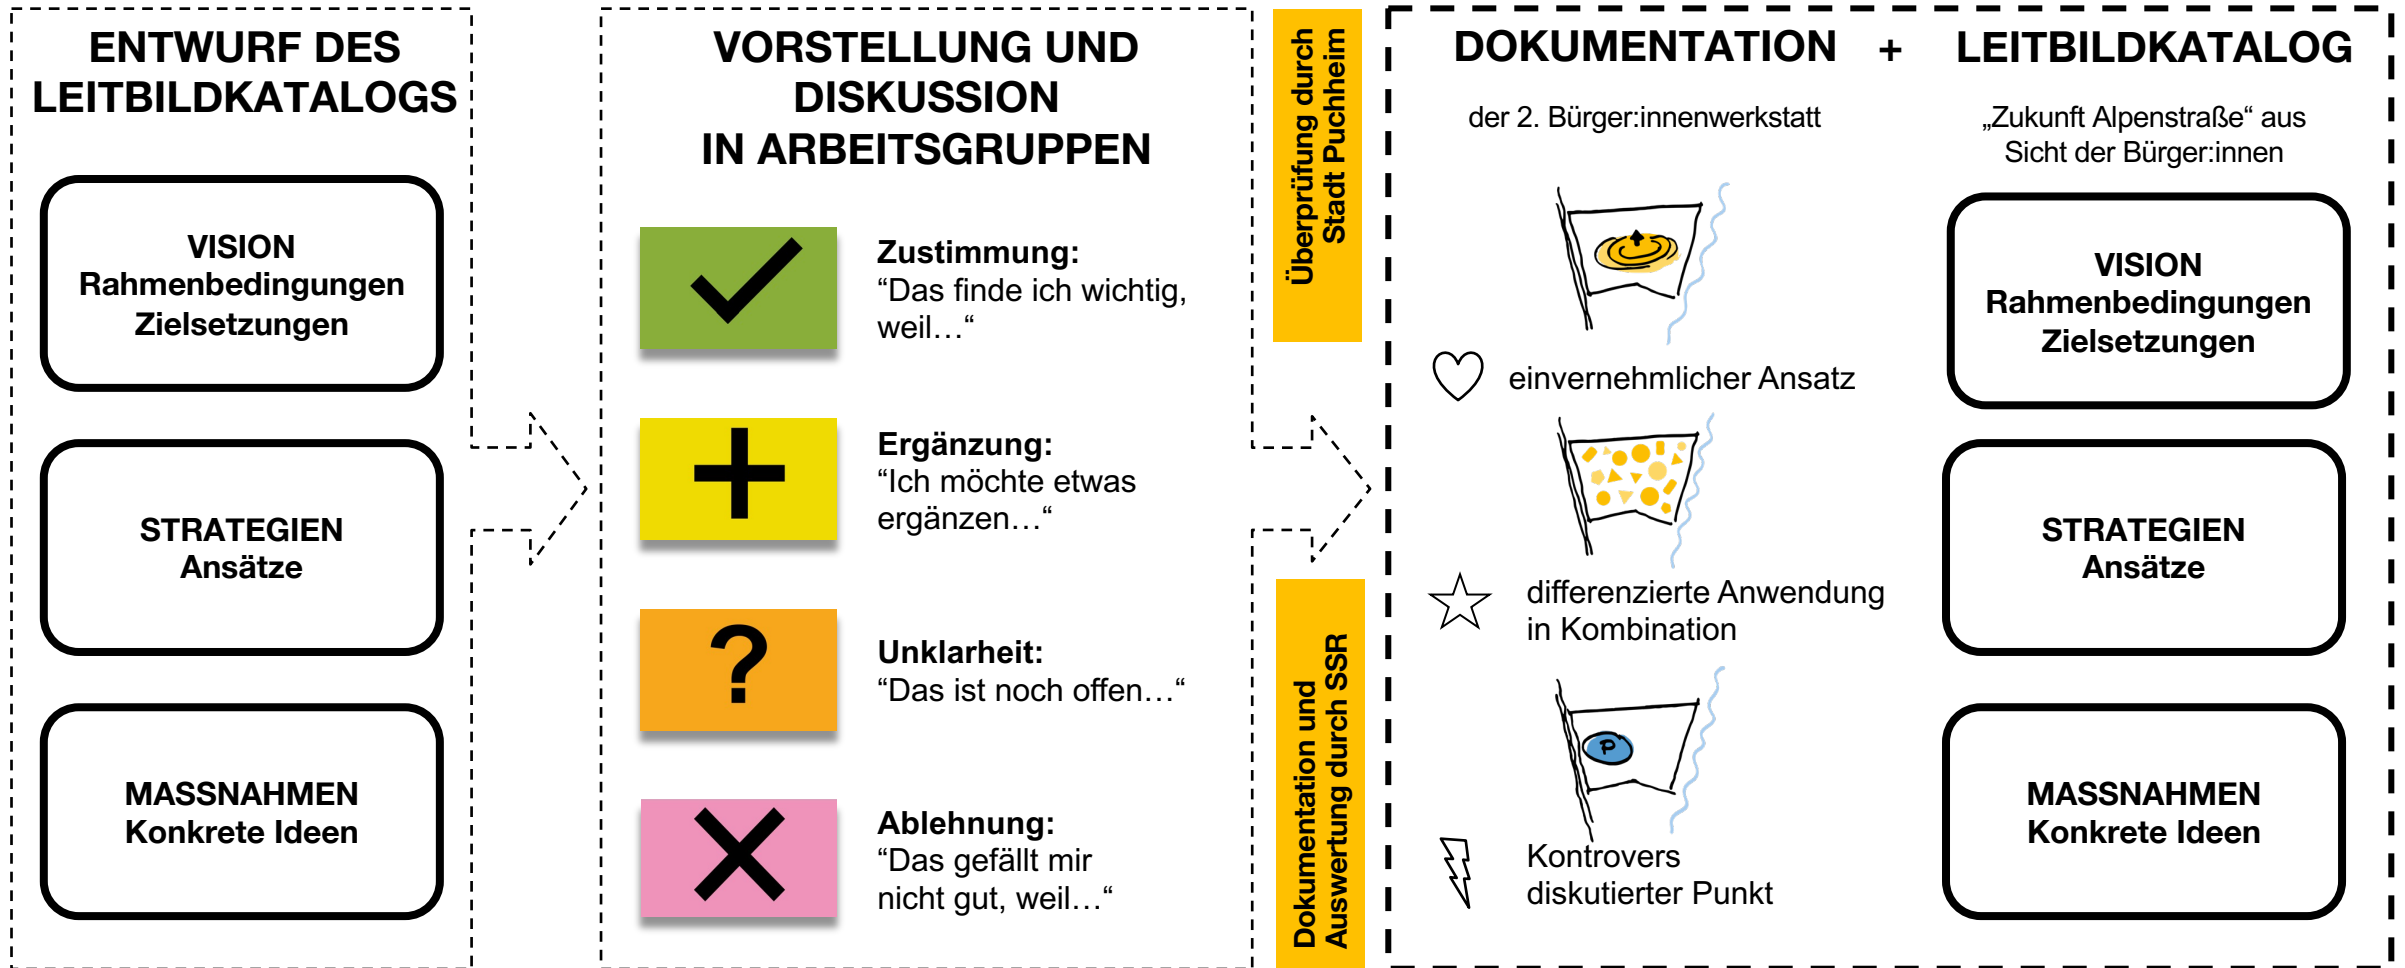 ENTWURF DES
LEITBILDKATALOGS
VISION
Rahmenbedingungen
Zielsetzungen
STRATEGIEN
Ansätze
MASSNAHMEN
Konkrete Ideen
VORSTELLUNG UND
DISKUSSION
IN ARBEITSGRUPPEN
Zustimmung:
“Das finde ich wichtig,
weil…“
Ergänzung:
“Ich möchte etwas
ergänzen…“
?
Unklarheit:
“Das ist noch offen…“
Ablehnung:
“Das gefällt mir
nicht gut, weil…“
Überprüfung durch
Stadt Puchheim
Dokumentation und
Auswertung durch SSR
DOKUMENTATION + LEITBILDKATALOG
der 2. Bürger:innenwerkstatt
einvernehmlicher Ansatz
differenzierte Anwendung
in Kombination
P
Kontrovers
diskutierter Punkt
„Zukunft Alpenstraße“ aus
Sicht der Bürger:innen
VISION
Rahmenbedingungen
Zielsetzungen
STRATEGIEN
Ansätze
MASSNAHMEN
Konkrete Ideen